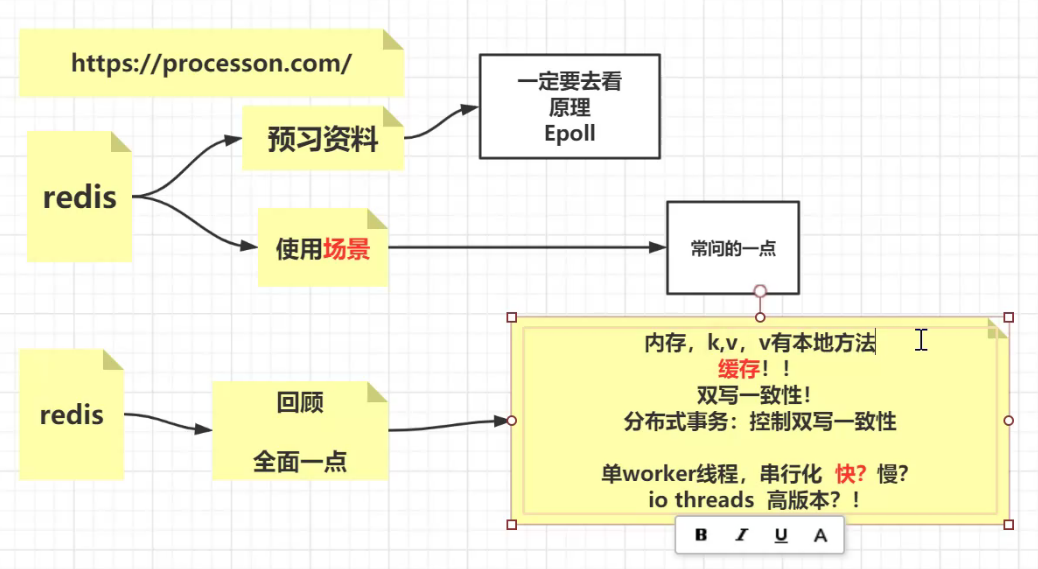 https://processon.com/
一定要去看
原理
Epoll
预习资料
redis
使用场景
常问的一点
内存，k,v，v有本地方法
缓存！！
双写一致性！
分布式事务：控制双写一致性
redis
回顾
全面一点
单worker线程，串行化 快？慢？
io threads 高版本？！
B I U A